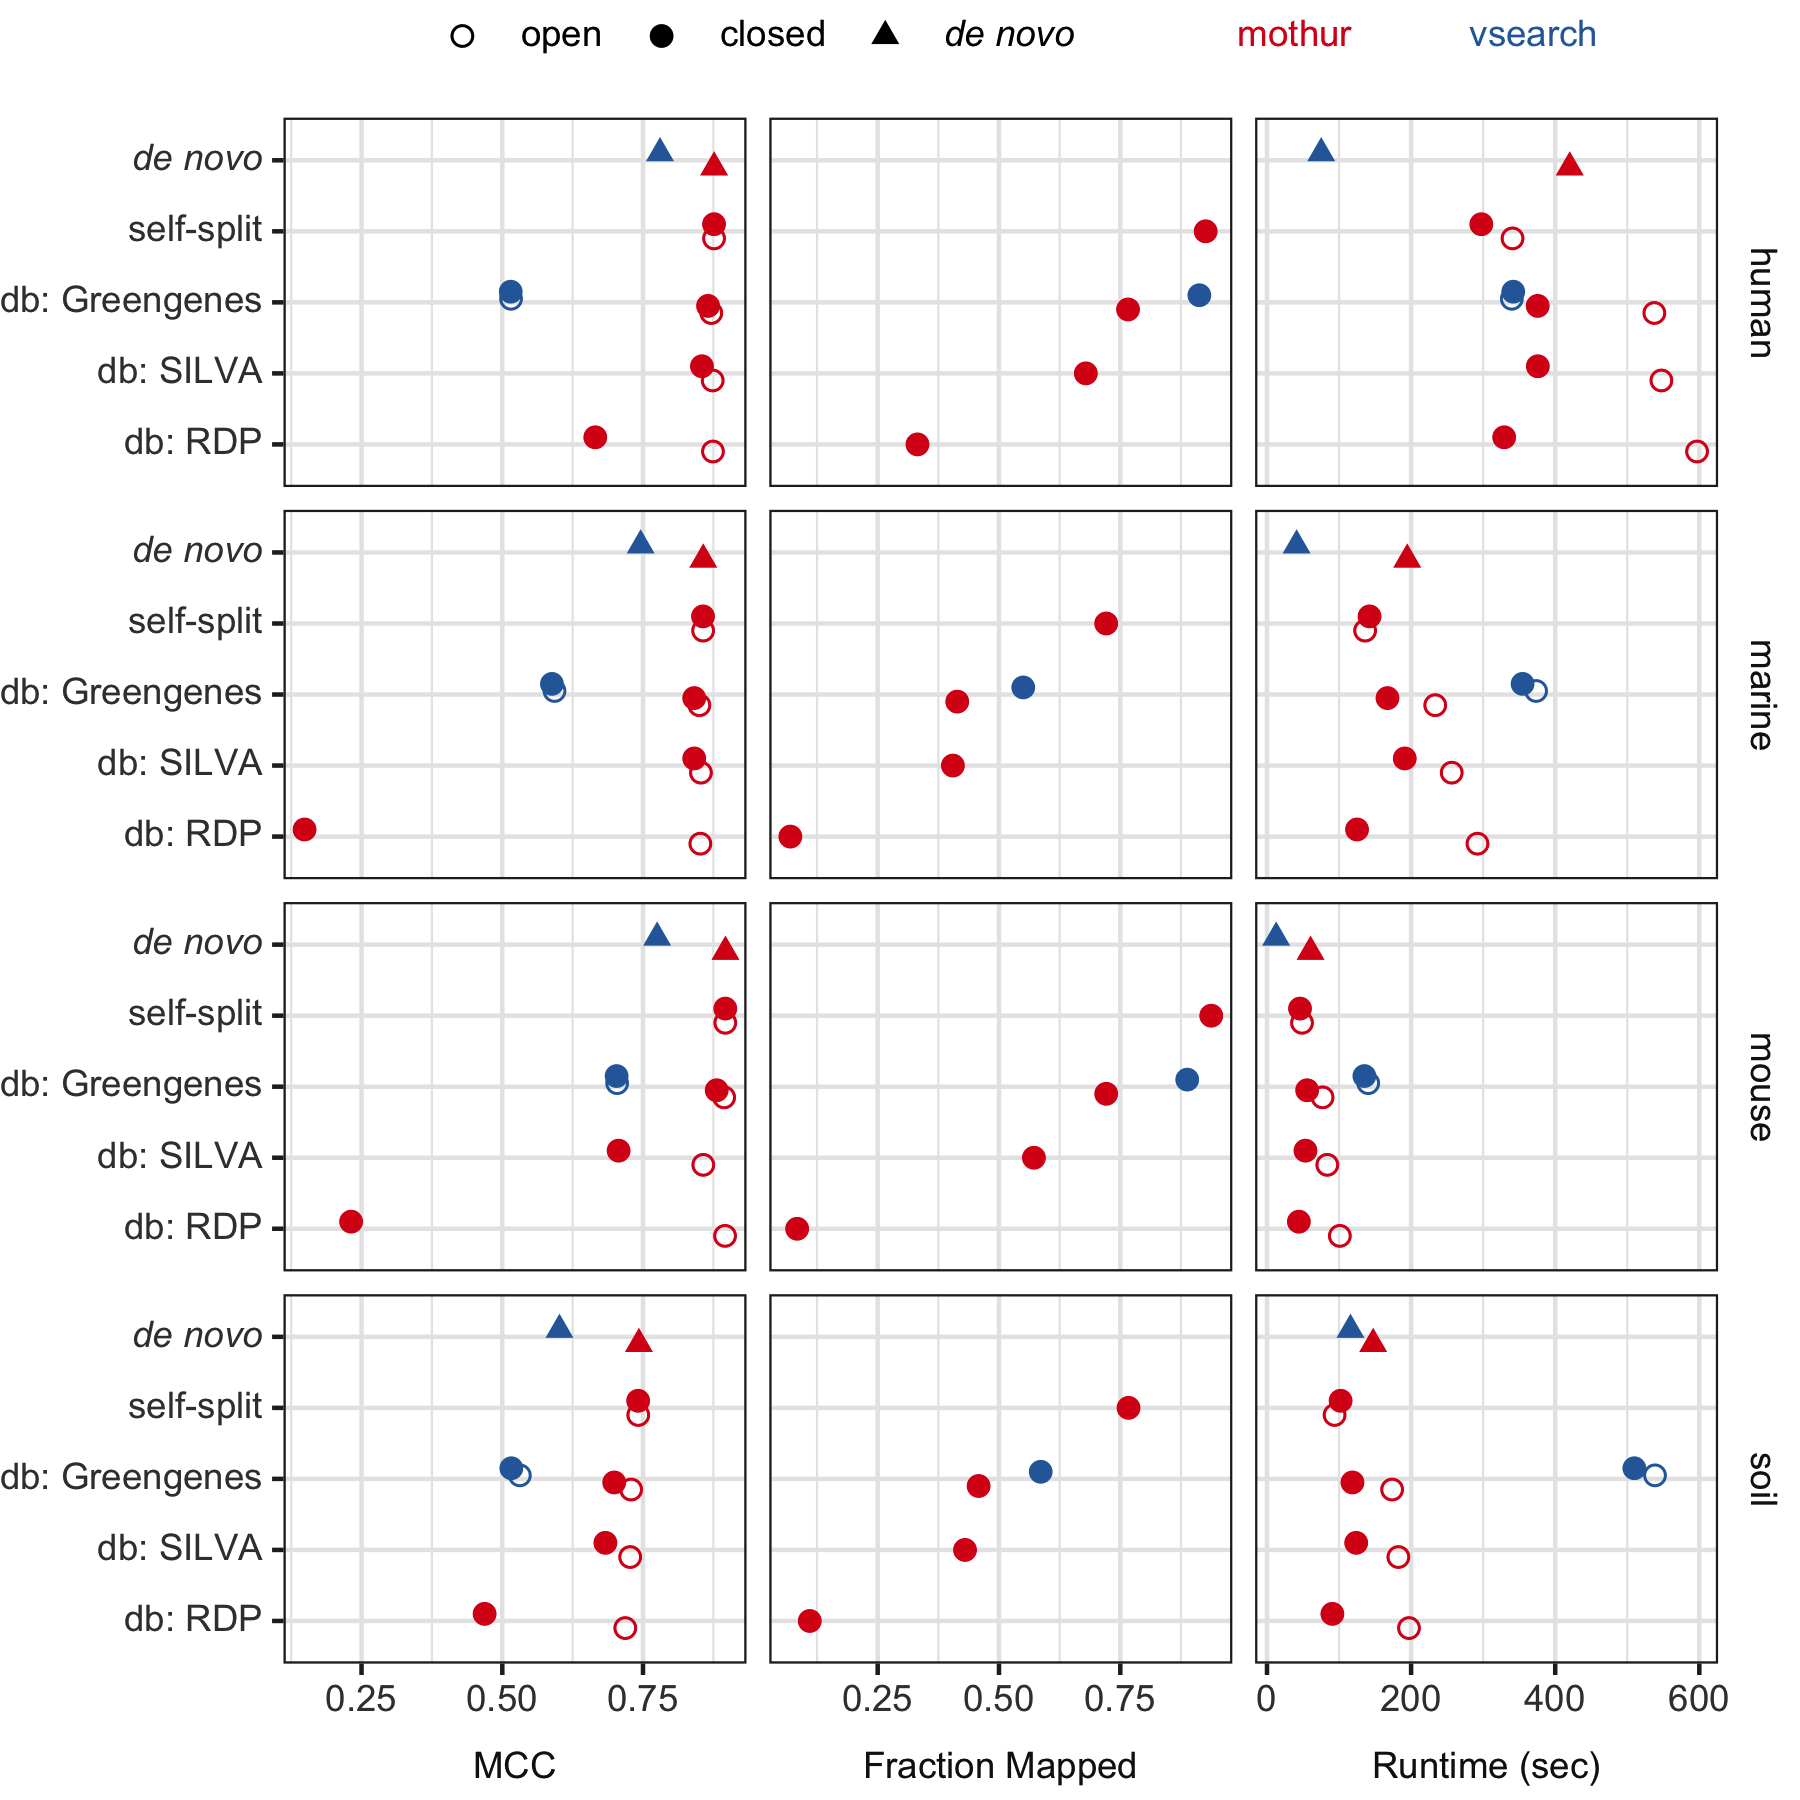 open closed de novo mothur vsearch
de novo
self-split
db: Greengenes
db: SILVA
db: RDP
human
de novo
self-split
db: Greengenes
db: SILVA
db: RDP
marine
de novo
self-split
db: Greengenes
db: SILVA
db: RDP
mouse
de novo
self-split
db: Greengenes
db: SILVA
db: RDP
soil
0.25 0.50 0.75 0.25 0.50 0.75 0 200 400 600
MCC Fraction Mapped Runtime (sec)